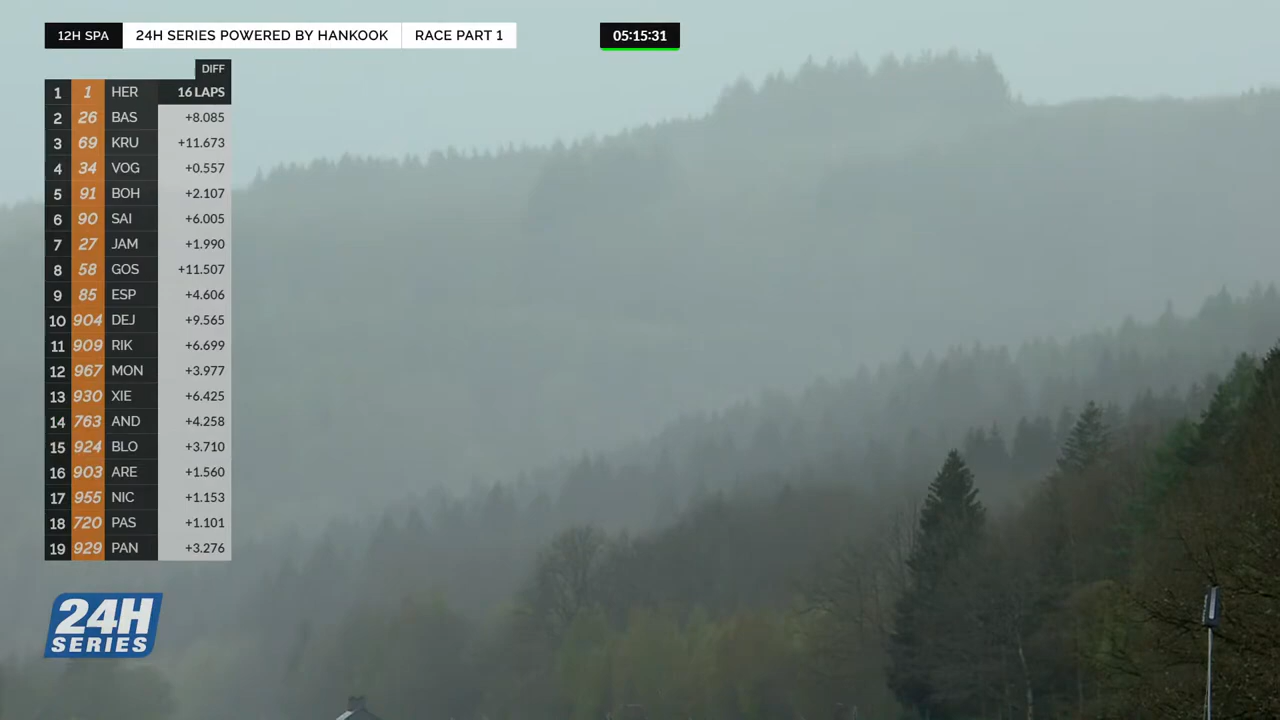 12H SPA 24H SERIES POWERED BY HANKOOK RACE PART 1 05:15:31
DIFF
1 1 HER 16 LAPS
2 26 BAS +8.085
3 69 KRU +11.673
4 34 VOG +0.557
5 91 BOH +2.107
6 90 SAI +6.005
7 27 JAM +1.990
8 58 GOS +11.507
9 85 ESP +4.606
10 904 DEJ +9.565
11 909 RIK +6.699
12 967 MON +3.977
13 930 XIE +6.425
14 763 AND +4.258
15 924 BLO +3.710
16 903 ARE +1.560
17 955 NIC +1.153
18 720 PAS +1.101
19 929 PAN +3.276
24H
SERIES